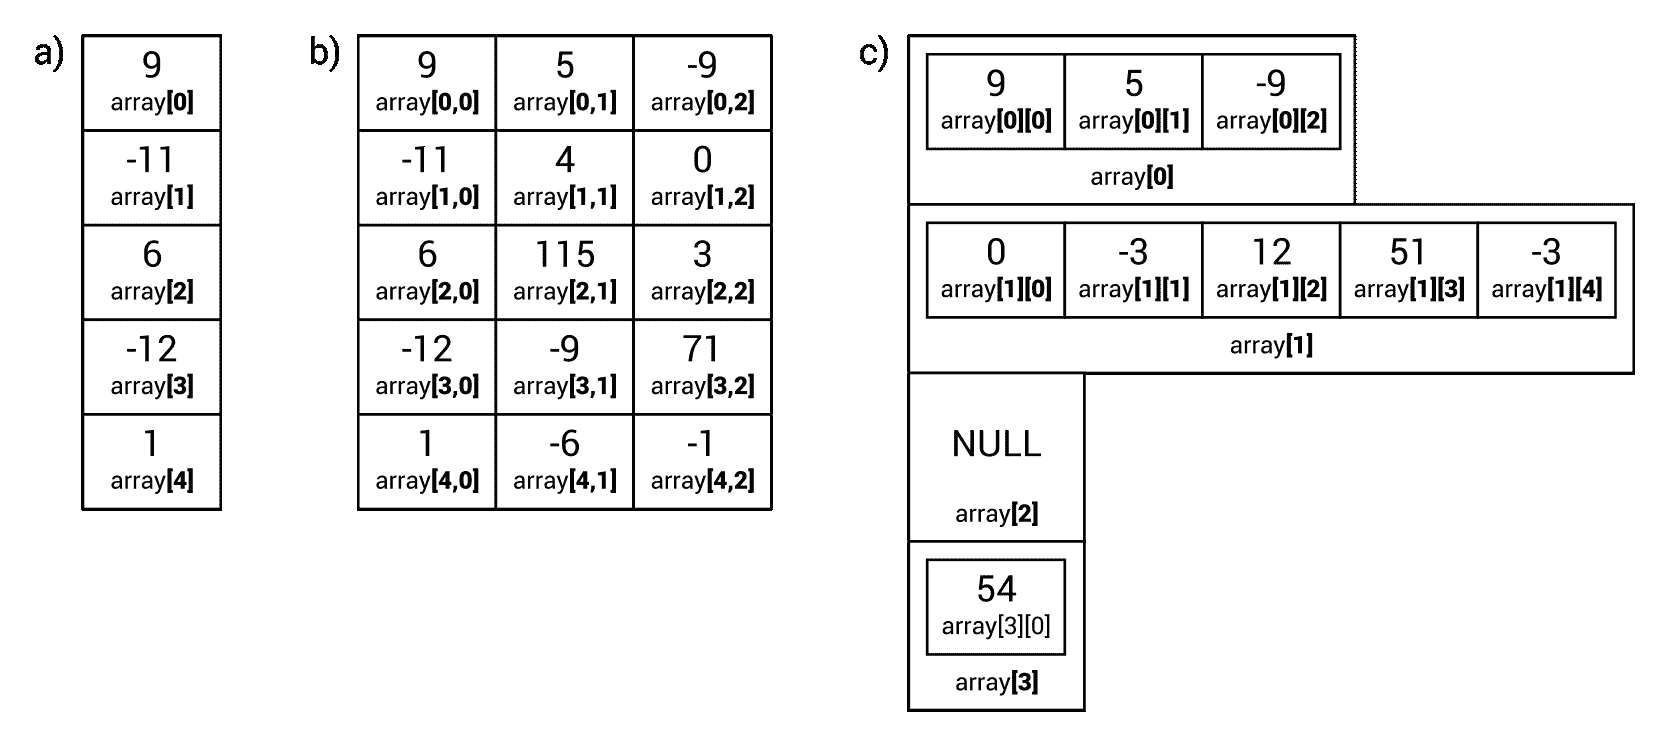 a)
9
array[0]
-11
array[1]
6
array[2]
-12
array[3]
1
array[4]
b)
9 5 -9
array[0,0] array[0,1] array[0,2]
-11 4 0
array[1,0] array[1,1] array[1,2]
6 115 3
array[2,0] array[2,1] array[2,2]
-12 -9 71
array[3,0] array[3,1] array[3,2]
1 -6 -1
array[4,0] array[4,1] array[4,2]
c)
9 5 -9
array[0][0] array[0][1] array[0][2]
array[0]
0 -3 12 51 -3
array[1][0] array[1][1] array[1][2] array[1][3] array[1][4]
array[1]
NULL
array[2]
54
array[3][0]
array[3]